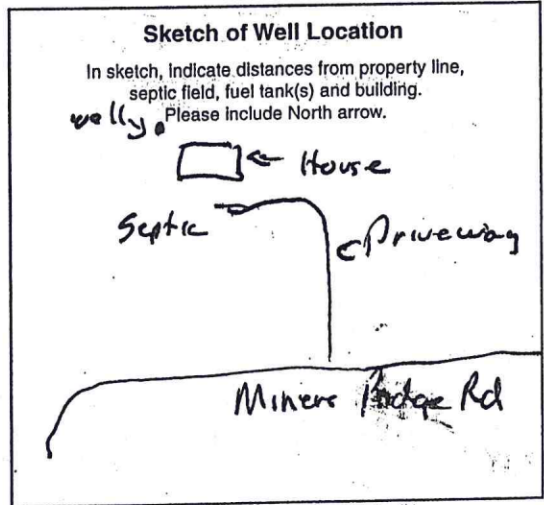 Sketch of Well Location
In sketch, indicate distances from property line,
septic field, fuel tank(s) and building.
Please include North arrow.
well
House
Septic
Driveway
Miners Bridge Rd